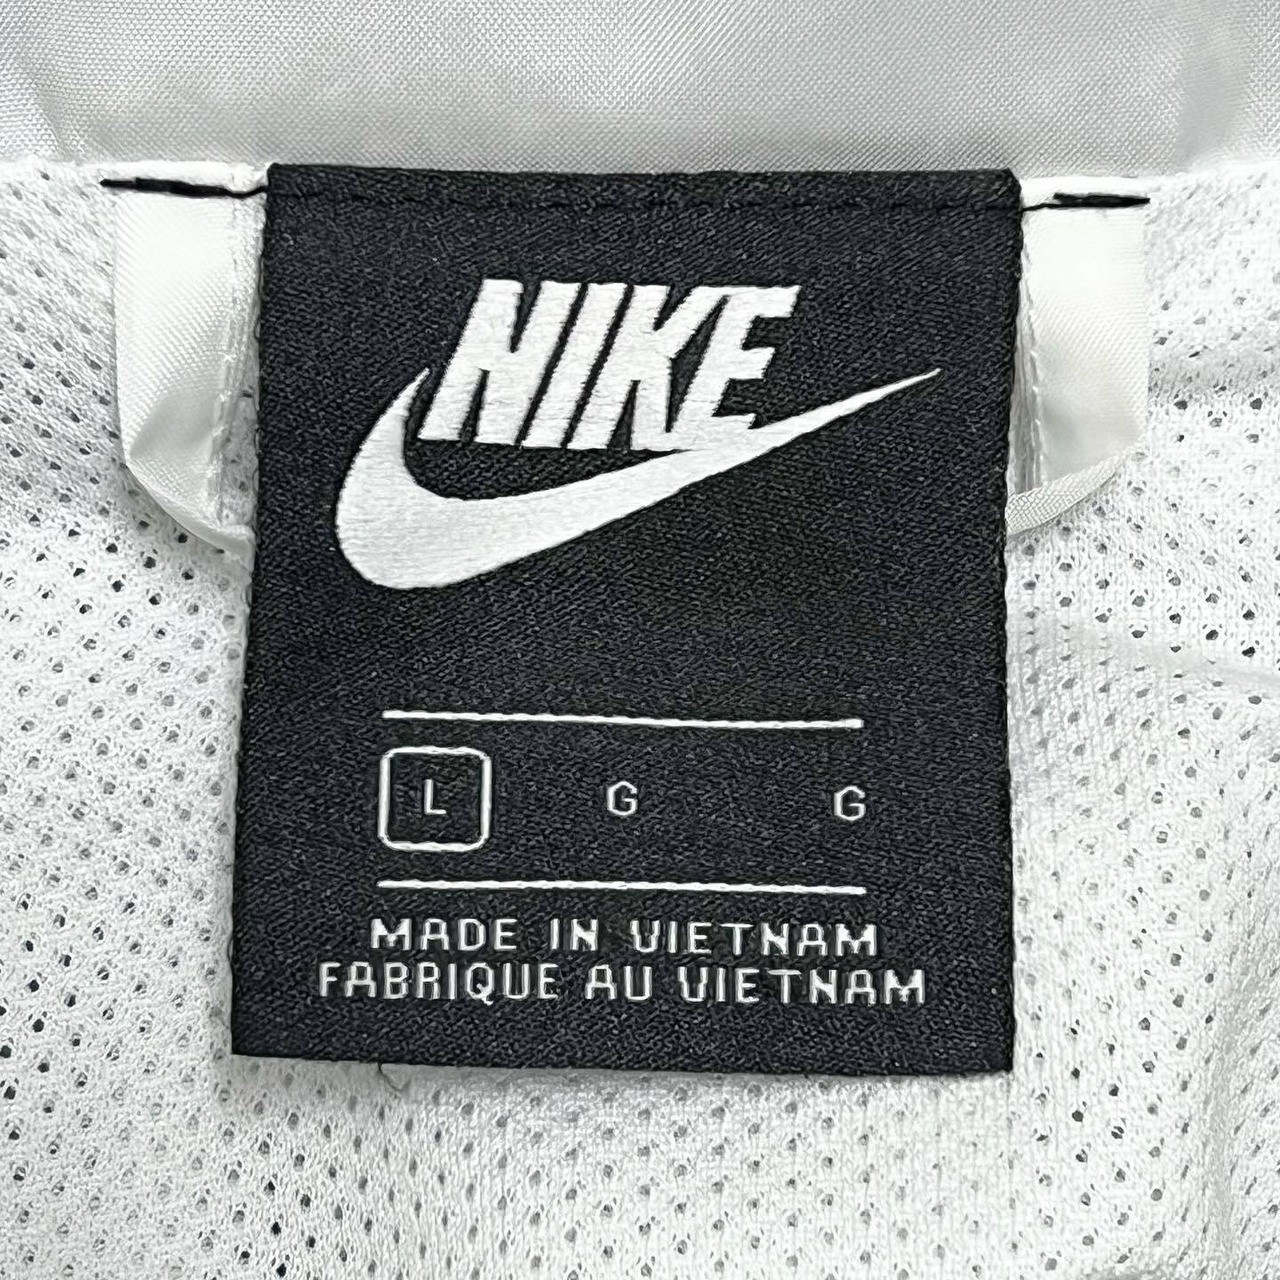 NIKE
L G G
MADE IN VIETNAM
FABRIQUE AU VIETNAM